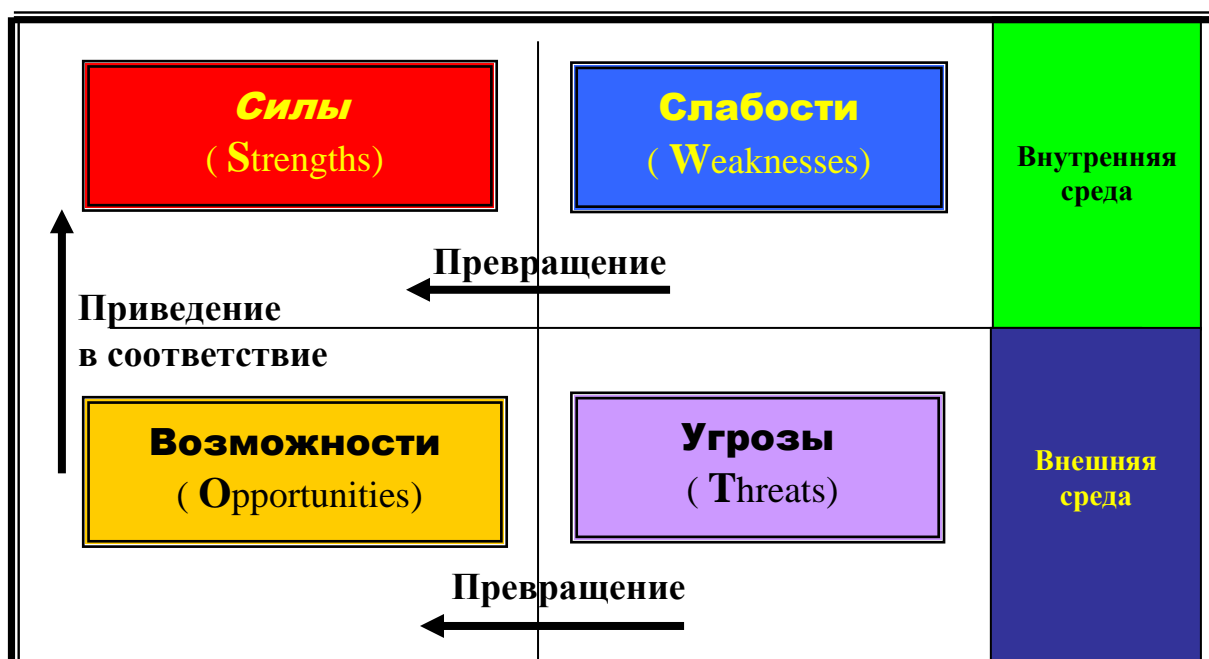 Силы
( Strengths)
Слабости
( Weaknesses)
Внутренняя
среда
Превращение
Приведение
в соответствие
Возможности
( Opportunities)
Угрозы
( Threats)
Внешняя
среда
Превращение